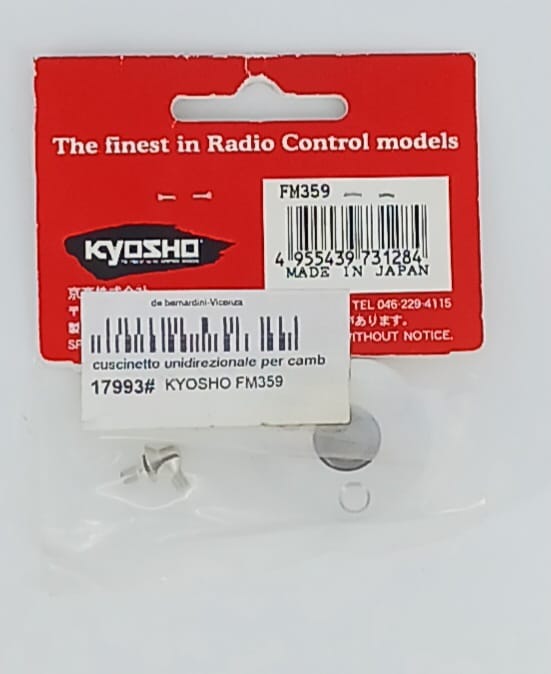 The finest in Radio Control models
FM359
KYOSHO
4 955439 731284
MADE IN JAPAN
TEL 046-229-4115
があります。
WITHOUT NOTICE.
de bernardini-Vicenza
cuscinetto unidirezionale per camb
17993# KYOSHO FM359